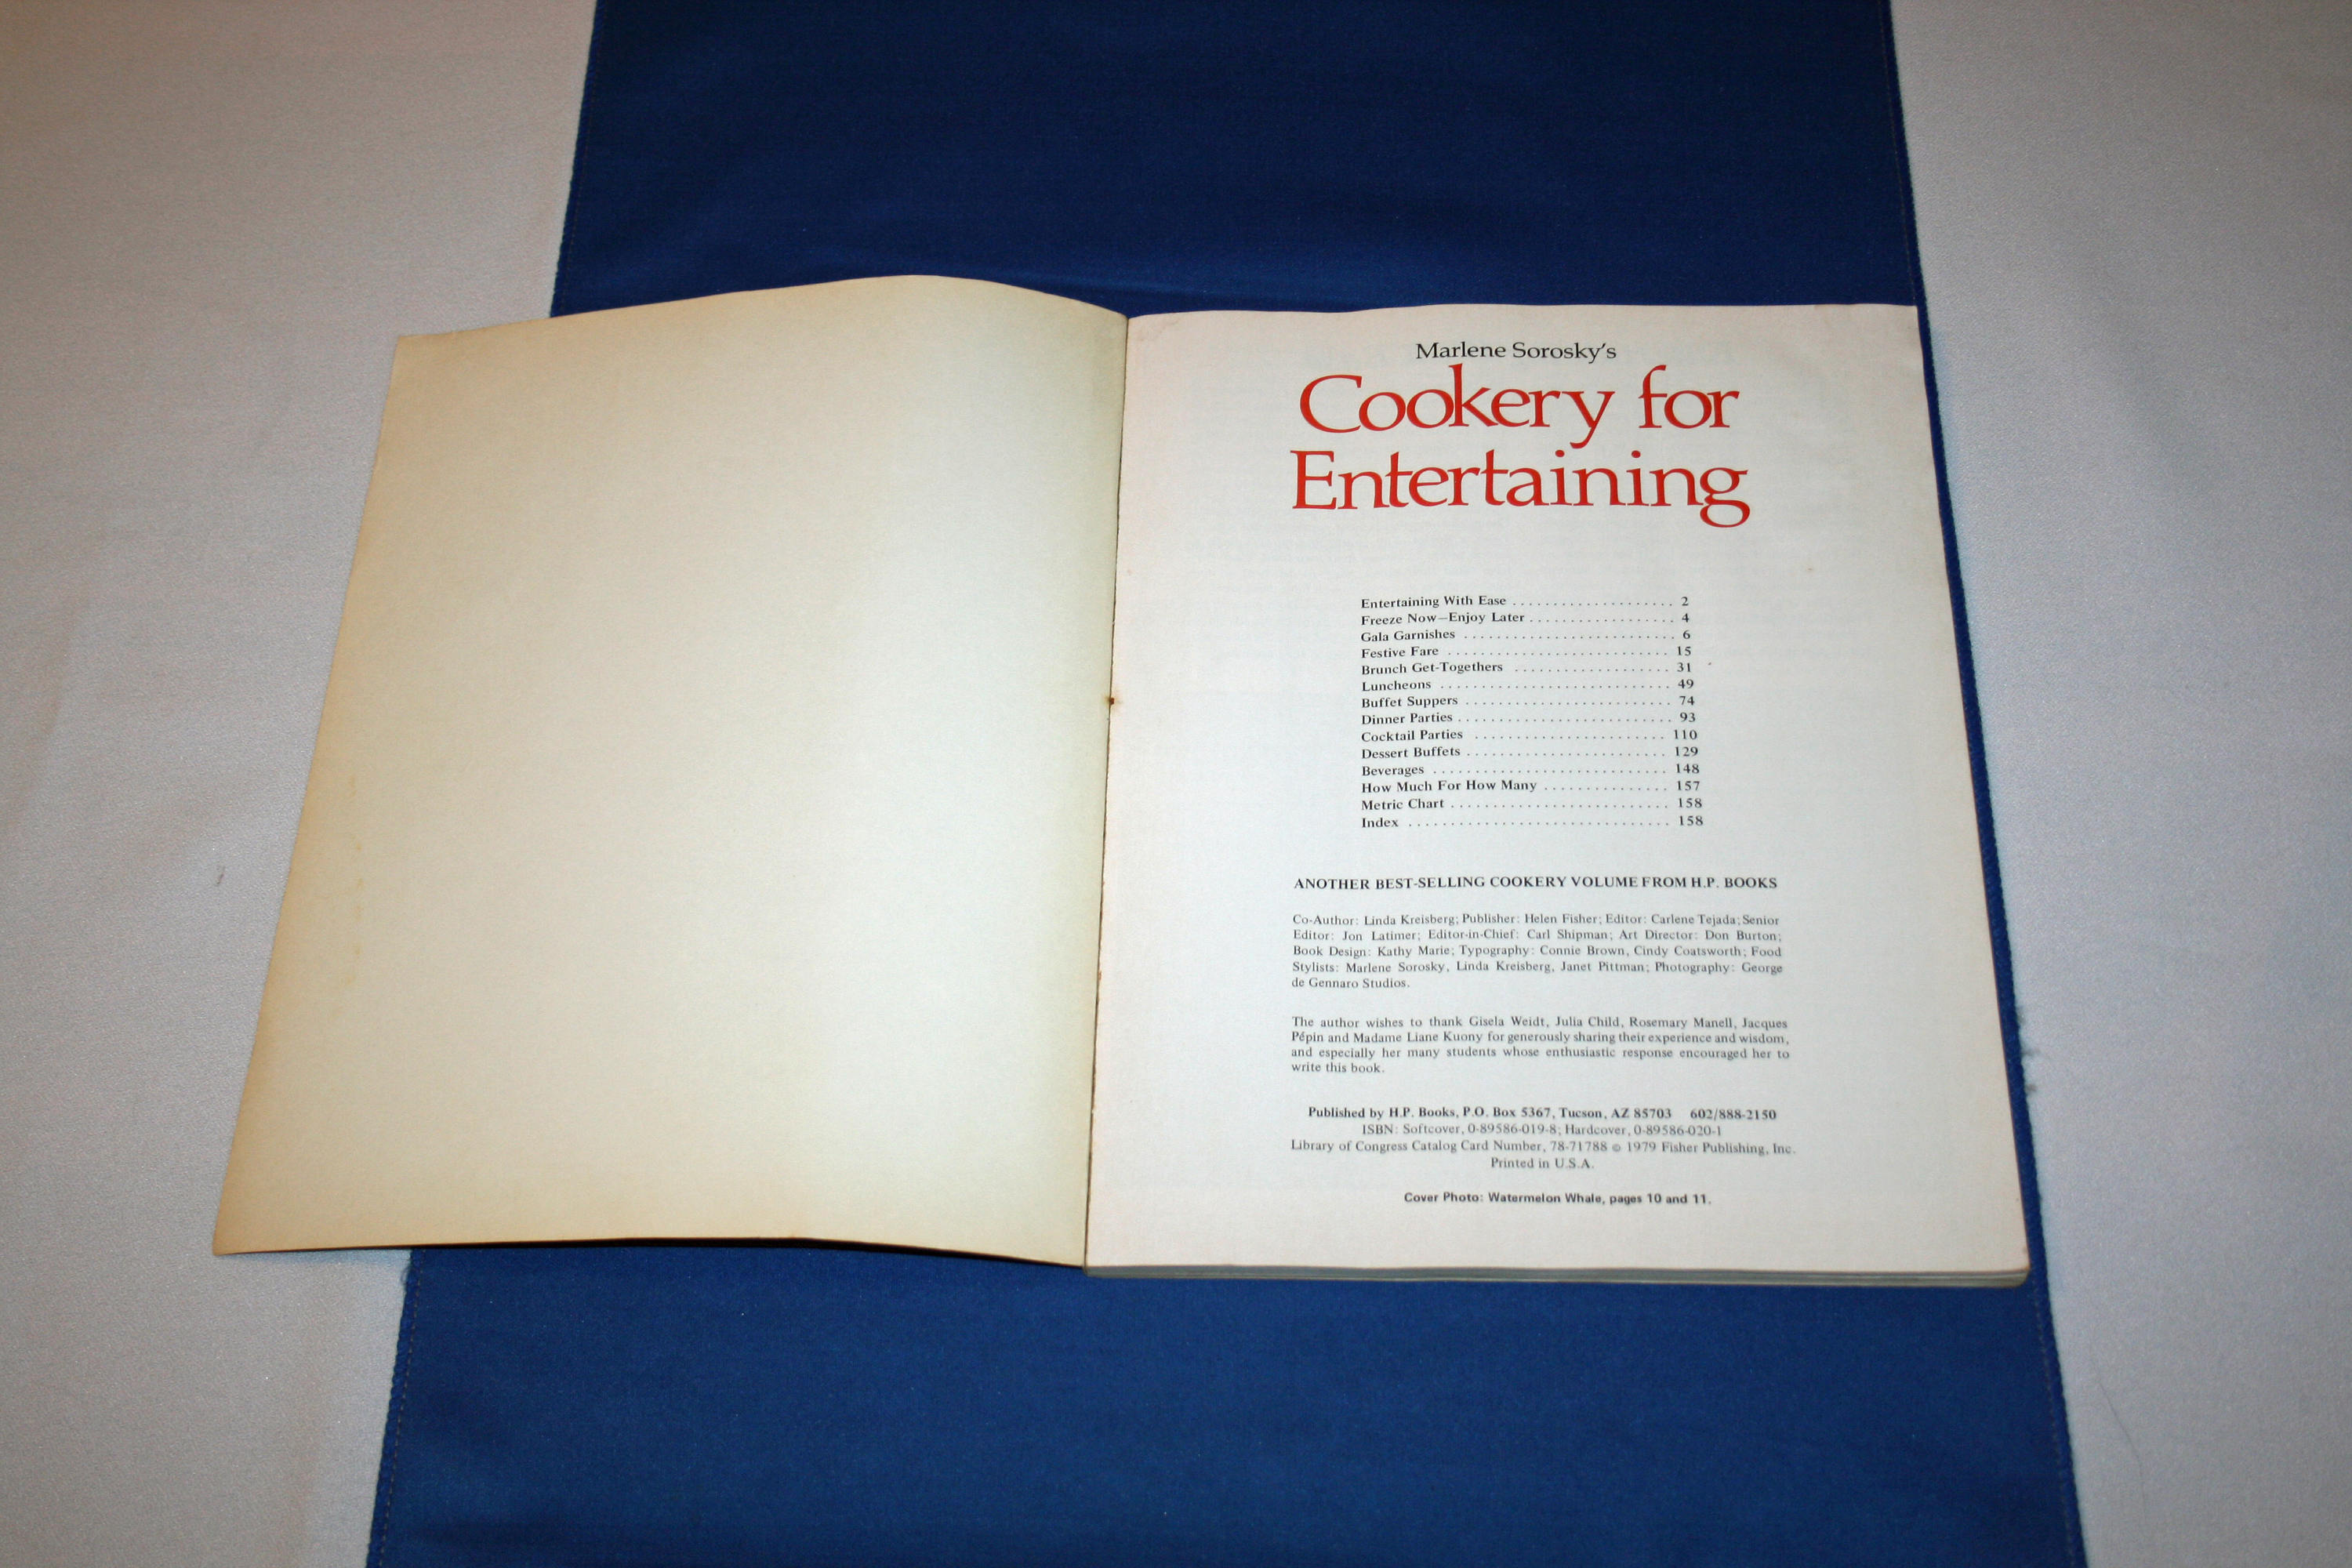 Marlene Sorosky's
Cookery for
Entertaining
Entertaining With Ease . . . . . . . . . . . . . . . . . . . . 2
Freeze Now—Enjoy Later . . . . . . . . . . . . . . . . . . 4
Gala Garnishes . . . . . . . . . . . . . . . . . . . . . . . . . . 6
Festive Fare . . . . . . . . . . . . . . . . . . . . . . . . . . . 15
Brunch Get-Togethers . . . . . . . . . . . . . . . . . . . 31
Luncheons . . . . . . . . . . . . . . . . . . . . . . . . . . . . 49
Buffet Suppers . . . . . . . . . . . . . . . . . . . . . . . . . 74
Dinner Parties . . . . . . . . . . . . . . . . . . . . . . . . . . 93
Cocktail Parties . . . . . . . . . . . . . . . . . . . . . . . 110
Dessert Buffets . . . . . . . . . . . . . . . . . . . . . . . . 129
Beverages . . . . . . . . . . . . . . . . . . . . . . . . . . . . 148
How Much For How Many . . . . . . . . . . . . . . . 157
Metric Chart . . . . . . . . . . . . . . . . . . . . . . . . . . 158
Index . . . . . . . . . . . . . . . . . . . . . . . . . . . . . . . 158
ANOTHER BEST-SELLING COOKERY VOLUME FROM H.P. BOOKS
Co-Author: Linda Kreisberg; Publisher: Helen Fisher; Editor: Carlene Tejada; Senior
Editor: Jon Latimer; Editor-in-Chief: Carl Shipman; Art Director: Don Burton;
Book Design: Kathy Marie; Typography: Connie Brown, Cindy Coatsworth; Food
Stylists: Marlene Sorosky, Linda Kreisberg, Janet Pittman; Photography: George
de Gennaro Studios.
The author wishes to thank Gisela Weidt, Julia Child, Rosemary Manell, Jacques
Pépin and Madame Liane Kuony for generously sharing their experience and wisdom,
and especially her many students whose enthusiastic response encouraged her to
write this book.
Published by H.P. Books, P.O. Box 5367, Tucson, AZ 85703 602/888-2150
ISBN: Softcover, 0-89586-019-8; Hardcover, 0-89586-020-1
Library of Congress Catalog Card Number, 78-71788 © 1979 Fisher Publishing, Inc.
Printed in U.S.A.
Cover Photo: Watermelon Whale, pages 10 and 11.